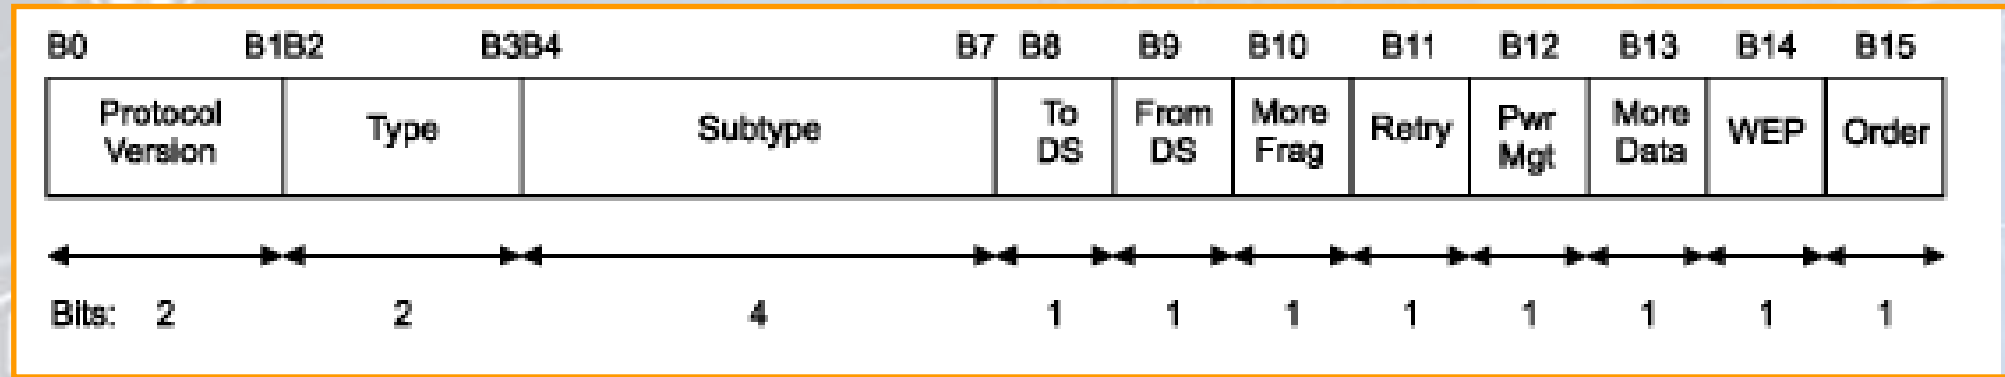 B0 B1B2 B3B4 B7 B8 B9 B10 B11 B12 B13 B14 B15
Protocol Version Type Subtype To DS From DS More Frag Retry Pwr Mgt More Data WEP Order
Bits: 2 2 4 1 1 1 1 1 1 1 1